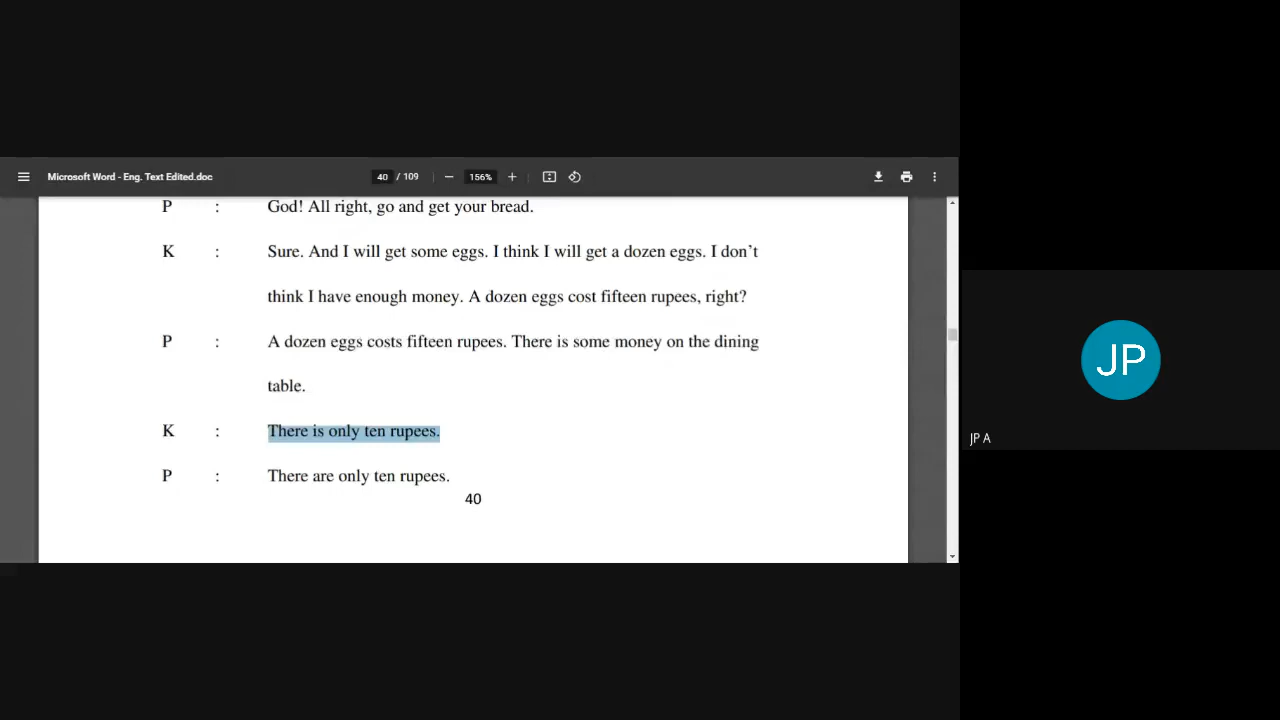 Microsoft Word - Eng. Text Edited.doc 40 / 109 156%
P : God! All right, go and get your bread.
K : Sure. And I will get some eggs. I think I will get a dozen eggs. I don’t
think I have enough money. A dozen eggs cost fifteen rupees, right?
P : A dozen eggs costs fifteen rupees. There is some money on the dining
table.
K : There is only ten rupees.
P : There are only ten rupees.
40
JP
JP A